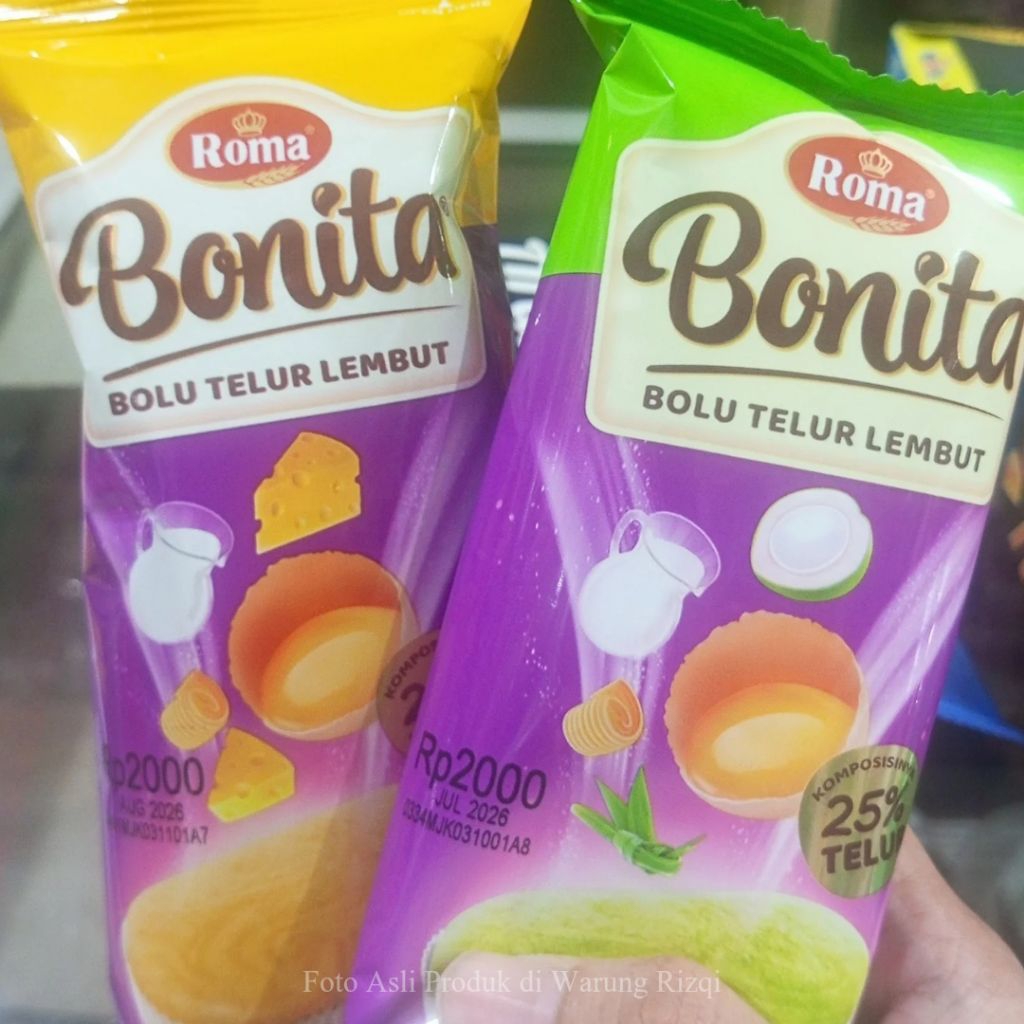 Roma
Bonita
BOLU TELUR LEMBUT
Rp2000
AUG 2026
Roma
Bonita
BOLU TELUR LEMBUT
Rp2000
JUL 2026
0334MJK031001A8
KOMPOSISINYA
25%
TELUR
Foto Asli Produk di Warung Rizqi